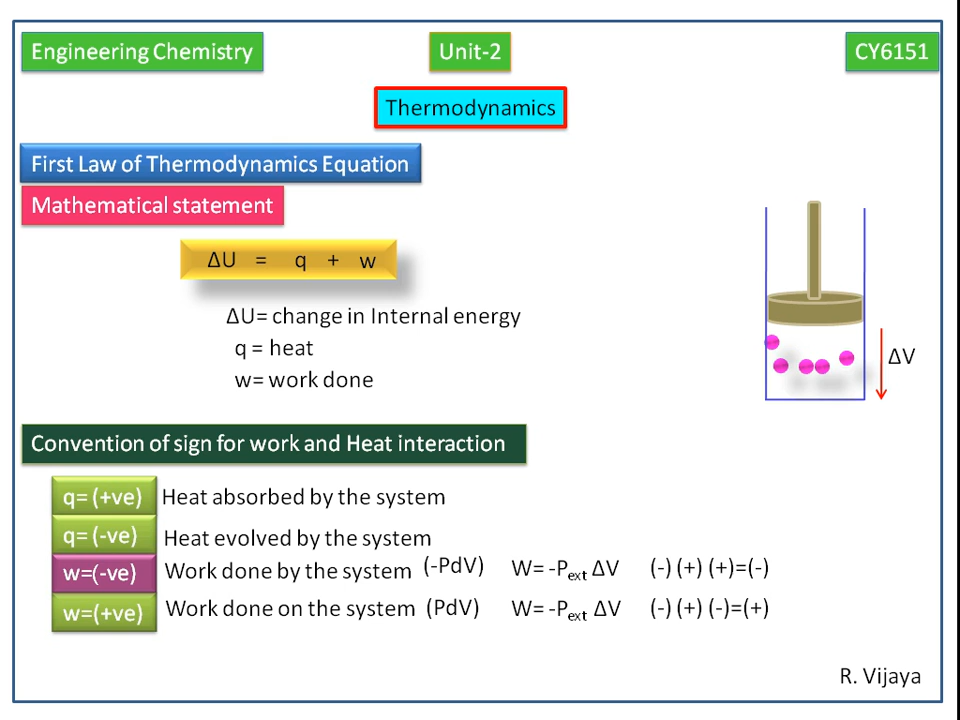 Engineering Chemistry Unit-2 CY6151
Thermodynamics
First Law of Thermodynamics Equation
Mathematical statement
ΔU = q + w
ΔU= change in Internal energy
q = heat
w= work done
ΔV
Convention of sign for work and Heat interaction
q= (+ve) Heat absorbed by the system
q= (-ve) Heat evolved by the system
w=(-ve) Work done by the system (-PdV) W= -Pext ΔV (-) (+) (+)=(-)
w=(+ve) Work done on the system (PdV) W= -Pext ΔV (-) (+) (-)=(+)
R. Vijaya